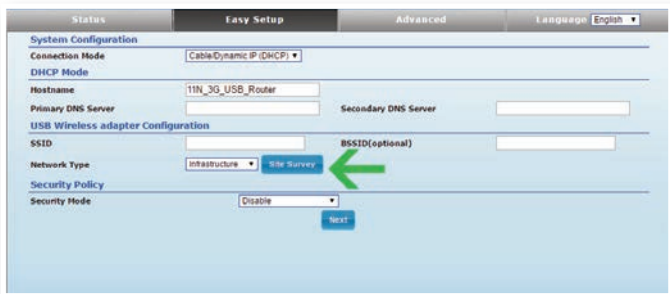 Status Easy Setup Advanced Language English
System Configuration
Connection Mode Cable/Dynamic IP (DHCP)
DHCP Mode
Hostname 11N_3G_USB_Router
Primary DNS Server Secondary DNS Server
USB Wireless adapter Configuration
SSID BSSID(optional)
Network Type Infrastructure Site Survey
Security Policy
Security Mode Disable
Next